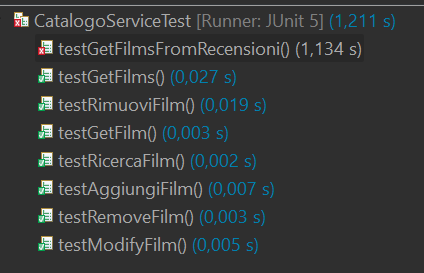 CatalogoServiceTest [Runner: JUnit 5] (1,211 s)
testGetFilmsFromRecensioni() (1,134 s)
testGetFilms() (0,027 s)
testRimuoviFilm() (0,019 s)
testGetFilm() (0,003 s)
testRicercaFilm() (0,002 s)
testAggiungiFilm() (0,007 s)
testRemoveFilm() (0,003 s)
testModifyFilm() (0,005 s)